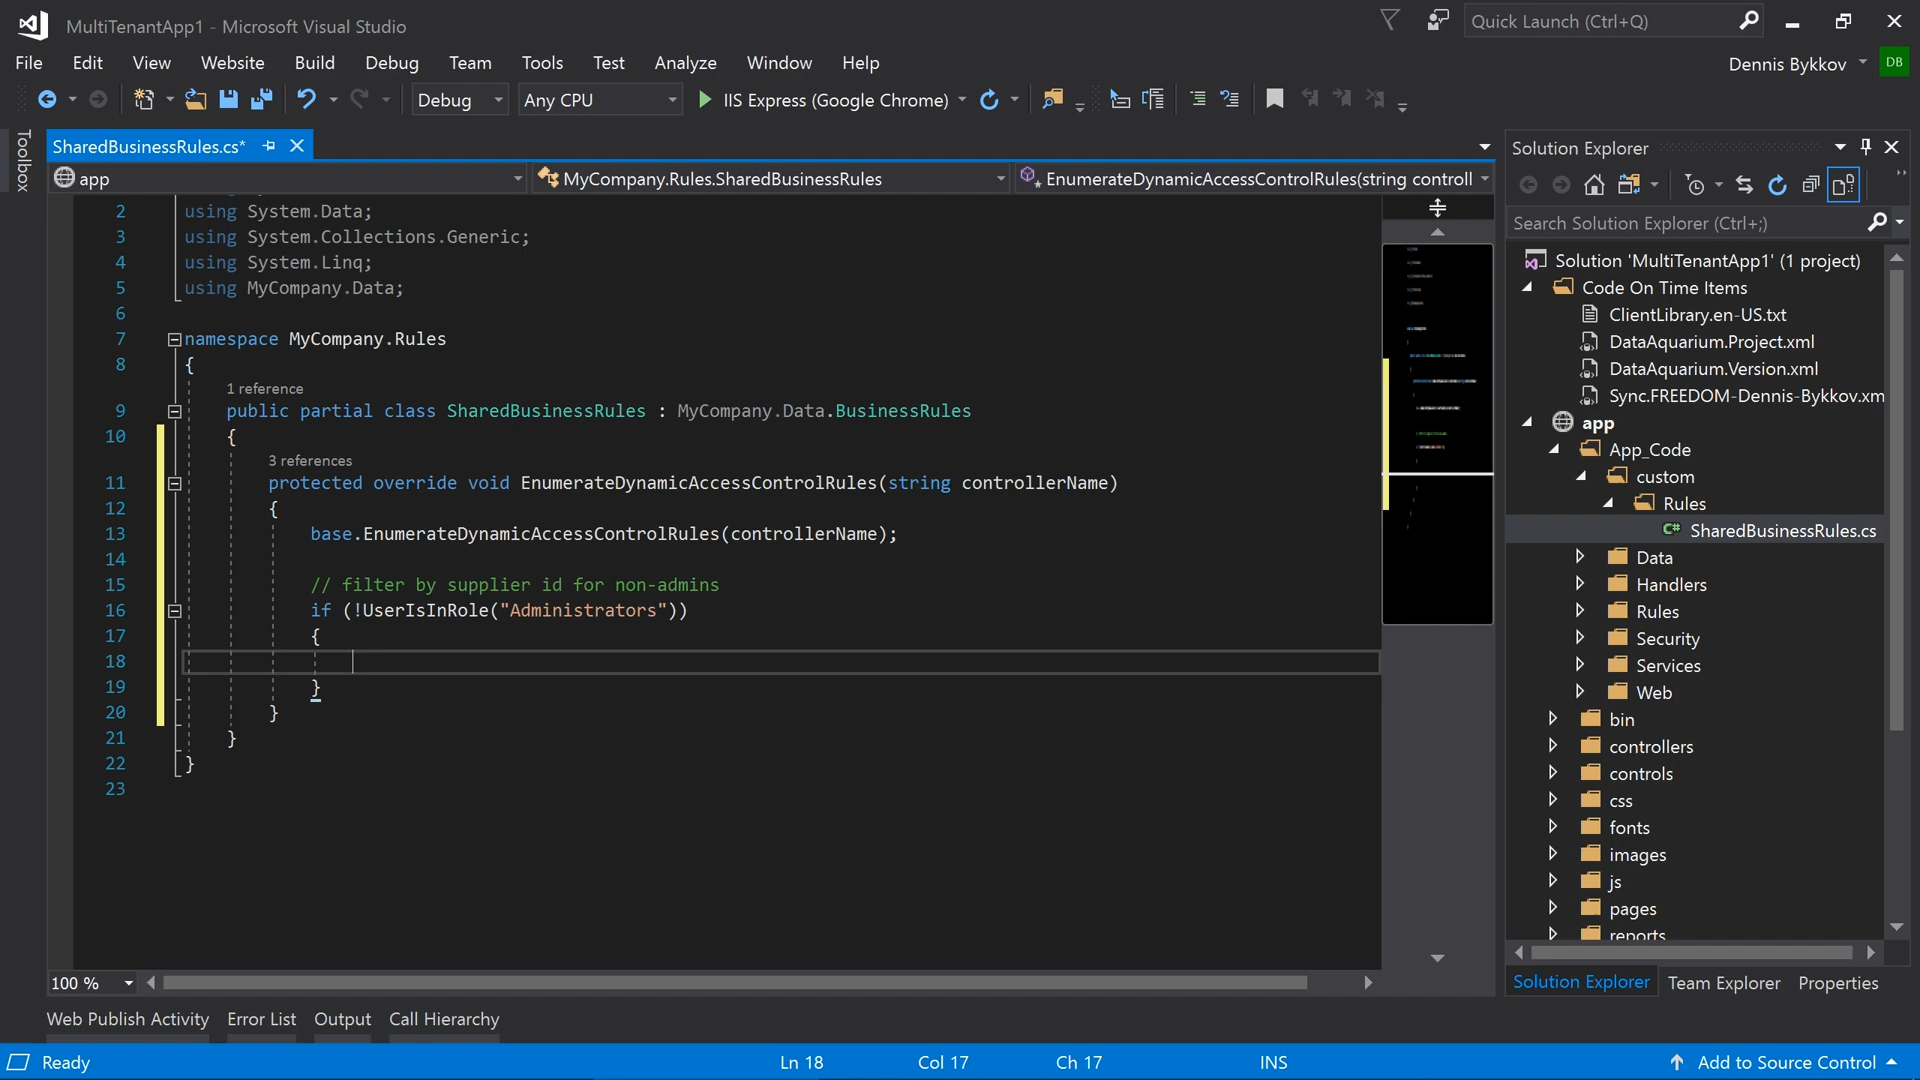 MultiTenantApp1 - Microsoft Visual Studio
Quick Launch (Ctrl+Q)
File Edit View Website Build Debug Team Tools Test Analyze Window Help
Dennis Bykkov DB
Debug Any CPU IIS Express (Google Chrome)
Toolbox
SharedBusinessRules.cs*
app MyCompany.Rules.SharedBusinessRules EnumerateDynamicAccessControlRules(string controll
2 using System.Data;
3 using System.Collections.Generic;
4 using System.Linq;
5 using MyCompany.Data;
6
7 namespace MyCompany.Rules
8 {
1 reference
9 public partial class SharedBusinessRules : MyCompany.Data.BusinessRules
10 {
3 references
11 protected override void EnumerateDynamicAccessControlRules(string controllerName)
12 {
13 base.EnumerateDynamicAccessControlRules(controllerName);
14
15 // filter by supplier id for non-admins
16 if (!UserIsInRole("Administrators"))
17 {
18
19 }
20 }
21 }
22 }
23
100 %
Solution Explorer
Search Solution Explorer (Ctrl+;)
Solution 'MultiTenantApp1' (1 project)
Code On Time Items
ClientLibrary.en-US.txt
DataAquarium.Project.xml
DataAquarium.Version.xml
Sync.FREEDOM-Dennis-Bykkov.xm
app
App_Code
custom
Rules
C# SharedBusinessRules.cs
Data
Handlers
Rules
Security
Services
Web
bin
controllers
controls
css
fonts
images
js
pages
reports
Solution Explorer Team Explorer Properties
Web Publish Activity Error List Output Call Hierarchy
Ready Ln 18 Col 17 Ch 17 INS Add to Source Control